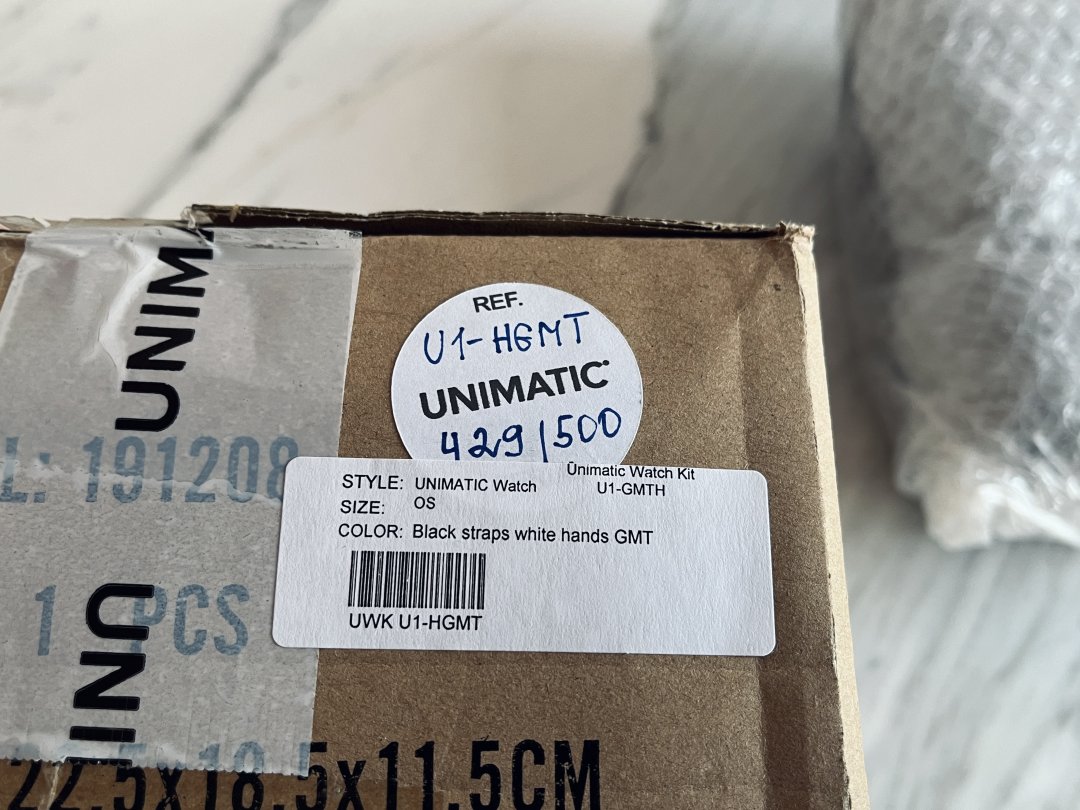 REF.
U1-HGMT
UNIMATIC
429/500
UNIM
L: 191208
STYLE: UNIMATIC Watch
Unimatic Watch Kit
U1-GMTH
SIZE: OS
COLOR: Black straps white hands GMT
UWK U1-HGMT
1 PCS
UNI
22.5x18.5x11.5CM